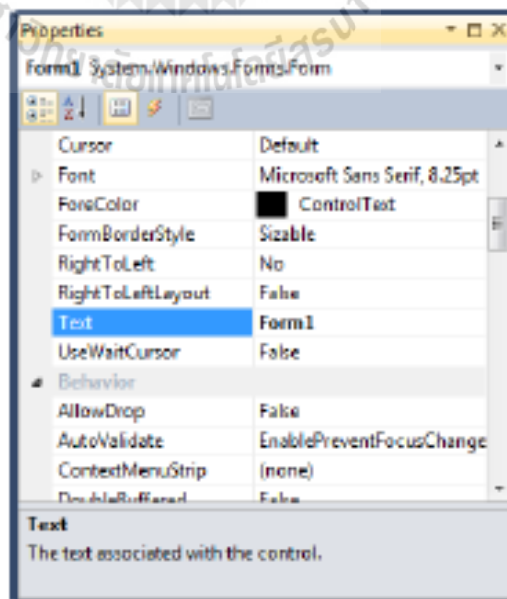 Properties
Form1 System.Windows.Forms.Form
Cursor Default
Font Microsoft Sans Serif, 8.25pt
ForeColor ControlText
FormBorderStyle Sizable
RightToLeft No
RightToLeftLayout False
Text Form1
UseWaitCursor False
Behavior
AllowDrop False
AutoValidate EnablePreventFocusChange
ContextMenuStrip (none)
DoubleBuffered False
Text
The text associated with the control.